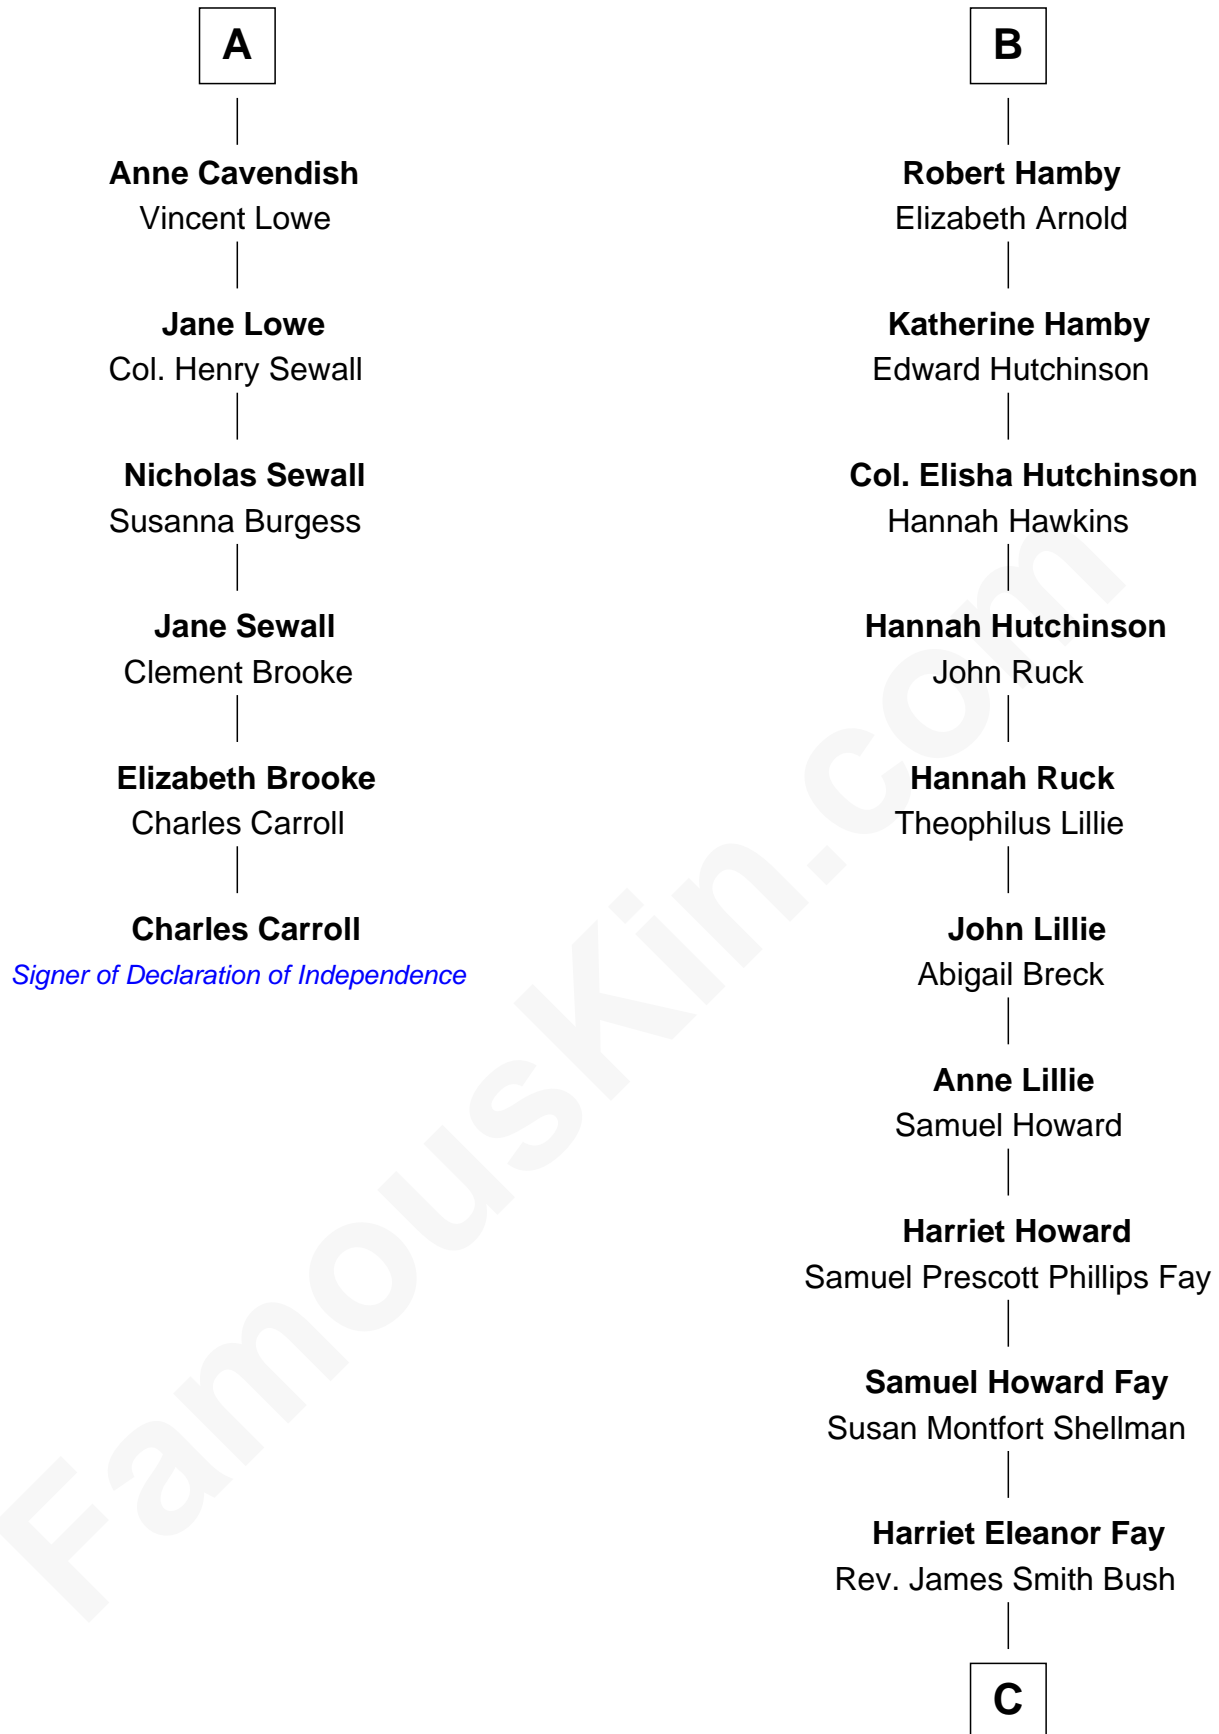 A
Anne Cavendish
Vincent Lowe
Jane Lowe
Col. Henry Sewall
Nicholas Sewall
Susanna Burgess
Jane Sewall
Clement Brooke
Elizabeth Brooke
Charles Carroll
Charles Carroll
Signer of Declaration of Independence
B
Robert Hamby
Elizabeth Arnold
Katherine Hamby
Edward Hutchinson
Col. Elisha Hutchinson
Hannah Hawkins
Hannah Hutchinson
John Ruck
Hannah Ruck
Theophilus Lillie
John Lillie
Abigail Breck
Anne Lillie
Samuel Howard
Harriet Howard
Samuel Prescott Phillips Fay
Samuel Howard Fay
Susan Montfort Shellman
Harriet Eleanor Fay
Rev. James Smith Bush
C
FamousKin.com